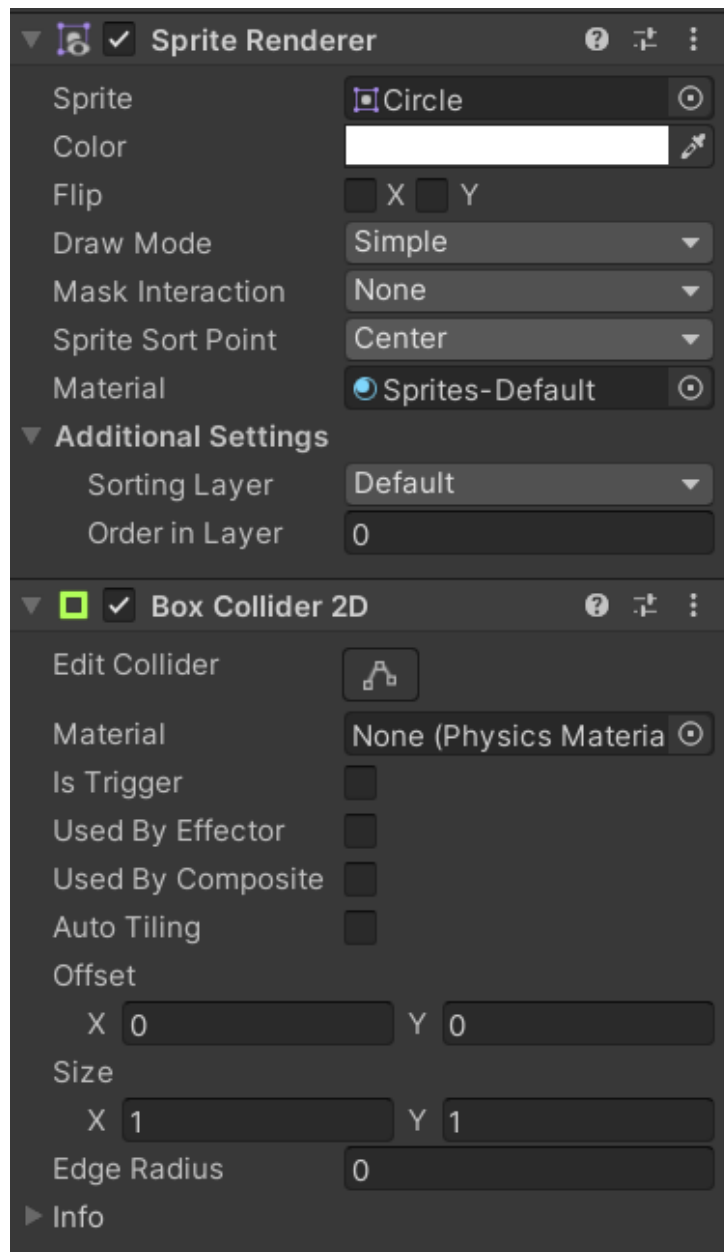 Sprite Renderer
Sprite Circle
Color
Flip X Y
Draw Mode Simple
Mask Interaction None
Sprite Sort Point Center
Material Sprites-Default
Additional Settings
Sorting Layer Default
Order in Layer 0
Box Collider 2D
Edit Collider
Material None (Physics Materia
Is Trigger
Used By Effector
Used By Composite
Auto Tiling
Offset
X 0 Y 0
Size
X 1 Y 1
Edge Radius 0
Info